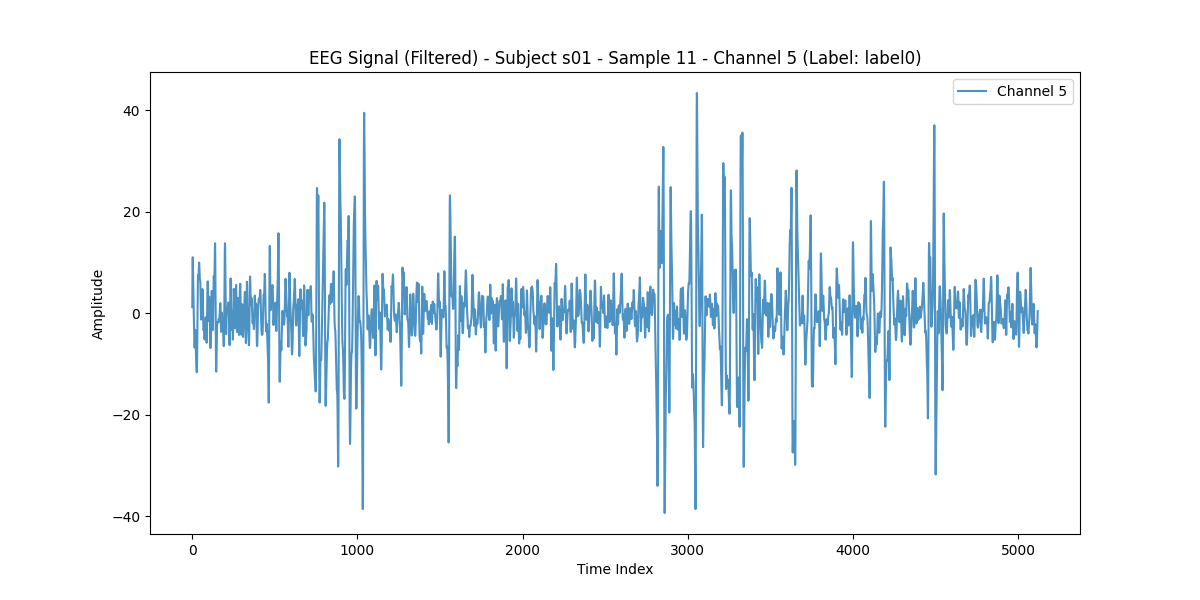 EEG Signal (Filtered) - Subject s01 - Sample 11 - Channel 5 (Label: label0)
Channel 5
Amplitude
40
20
0
−20
−40
0 1000 2000 3000 4000 5000
Time Index